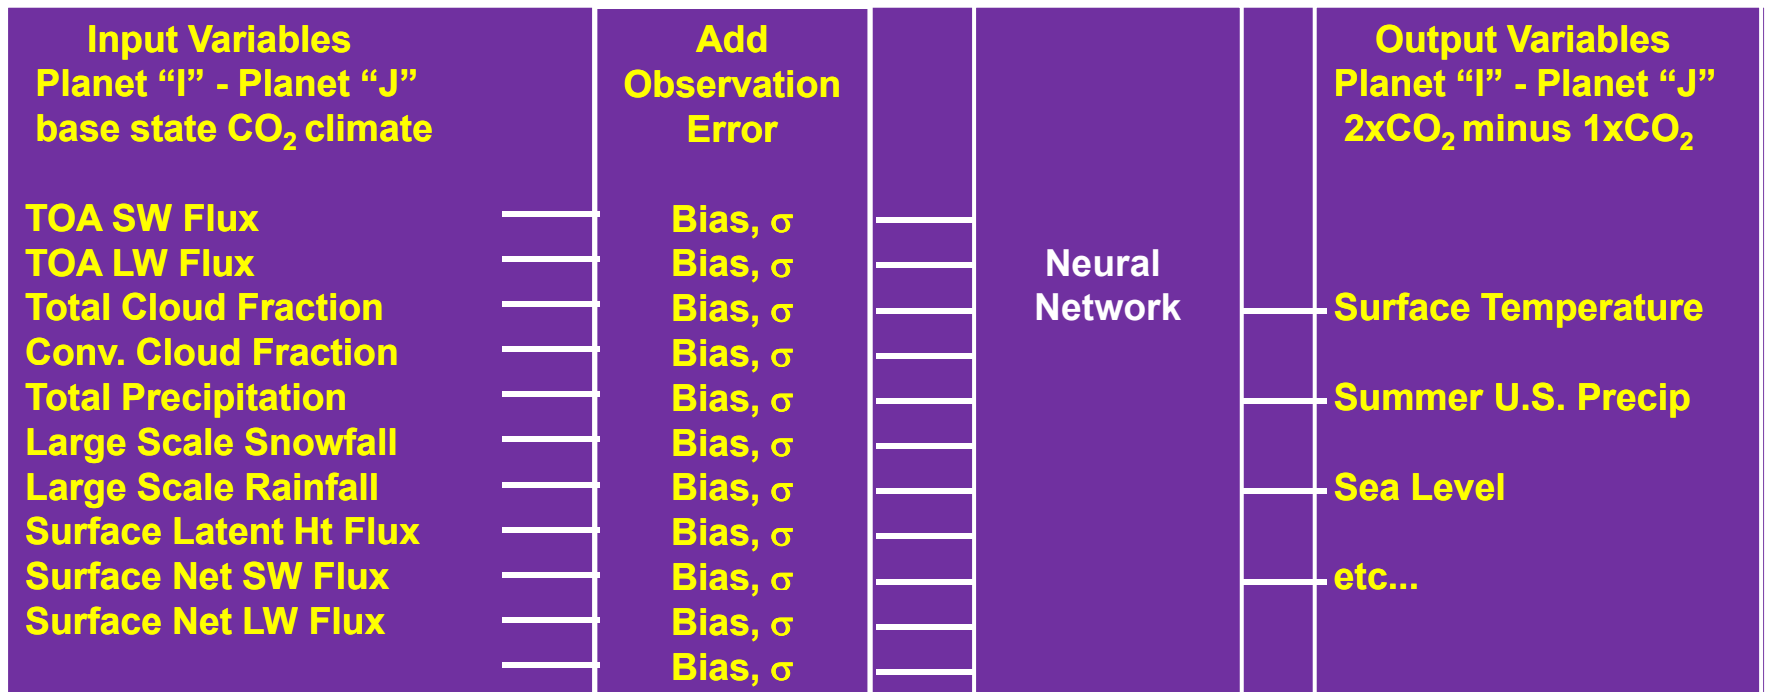 Input Variables
Planet “I” - Planet “J”
base state CO₂ climate
TOA SW Flux
TOA LW Flux
Total Cloud Fraction
Conv. Cloud Fraction
Total Precipitation
Large Scale Snowfall
Large Scale Rainfall
Surface Latent Ht Flux
Surface Net SW Flux
Surface Net LW Flux
Add
Observation
Error
Bias, σ
Bias, σ
Bias, σ
Bias, σ
Bias, σ
Bias, σ
Bias, σ
Bias, σ
Bias, σ
Bias, σ
Bias, σ
Neural
Network
Output Variables
Planet “I” - Planet “J”
2xCO₂ minus 1xCO₂
Surface Temperature
Summer U.S. Precip
Sea Level
etc...